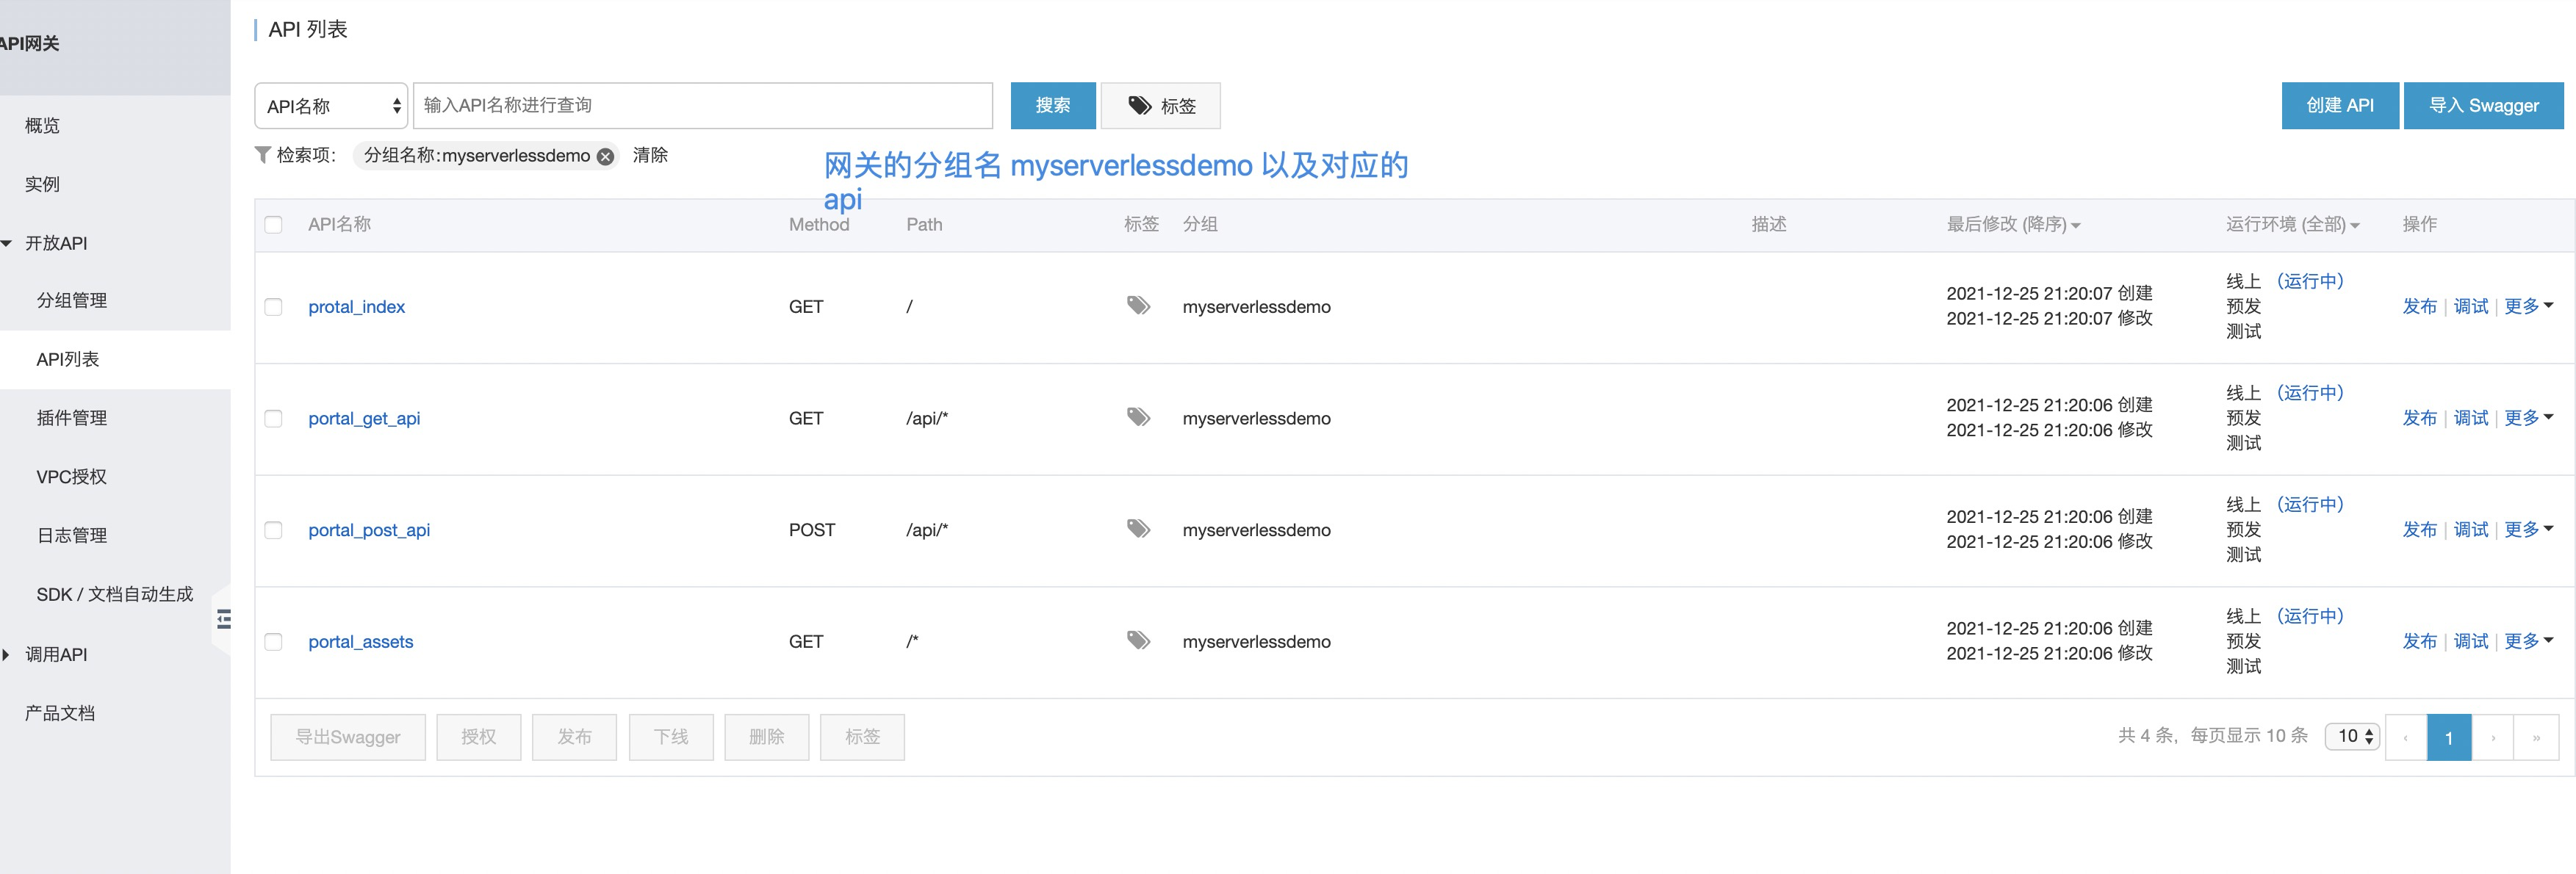 API网关
概览
实例
开放API
分组管理
API列表
插件管理
VPC授权
日志管理
SDK / 文档自动生成
调用API
产品文档
API 列表
API名称 输入API名称进行查询 搜索 标签 创建 API 导入 Swagger
检索项： 分组名称:myserverlessdemo 清除
网关的分组名 myserverlessdemo 以及对应的
api
API名称 Method Path 标签 分组 描述 最后修改 (降序) 运行环境 (全部) 操作
protal_index GET / myserverlessdemo 2021-12-25 21:20:07 创建 2021-12-25 21:20:07 修改 线上 （运行中） 预发 测试 发布 | 调试 | 更多
portal_get_api GET /api/* myserverlessdemo 2021-12-25 21:20:06 创建 2021-12-25 21:20:06 修改 线上 （运行中） 预发 测试 发布 | 调试 | 更多
portal_post_api POST /api/* myserverlessdemo 2021-12-25 21:20:06 创建 2021-12-25 21:20:06 修改 线上 （运行中） 预发 测试 发布 | 调试 | 更多
portal_assets GET /* myserverlessdemo 2021-12-25 21:20:06 创建 2021-12-25 21:20:06 修改 线上 （运行中） 预发 测试 发布 | 调试 | 更多
导出Swagger 授权 发布 下线 删除 标签 共 4 条，每页显示 10 条 10 ‹ 1 › »